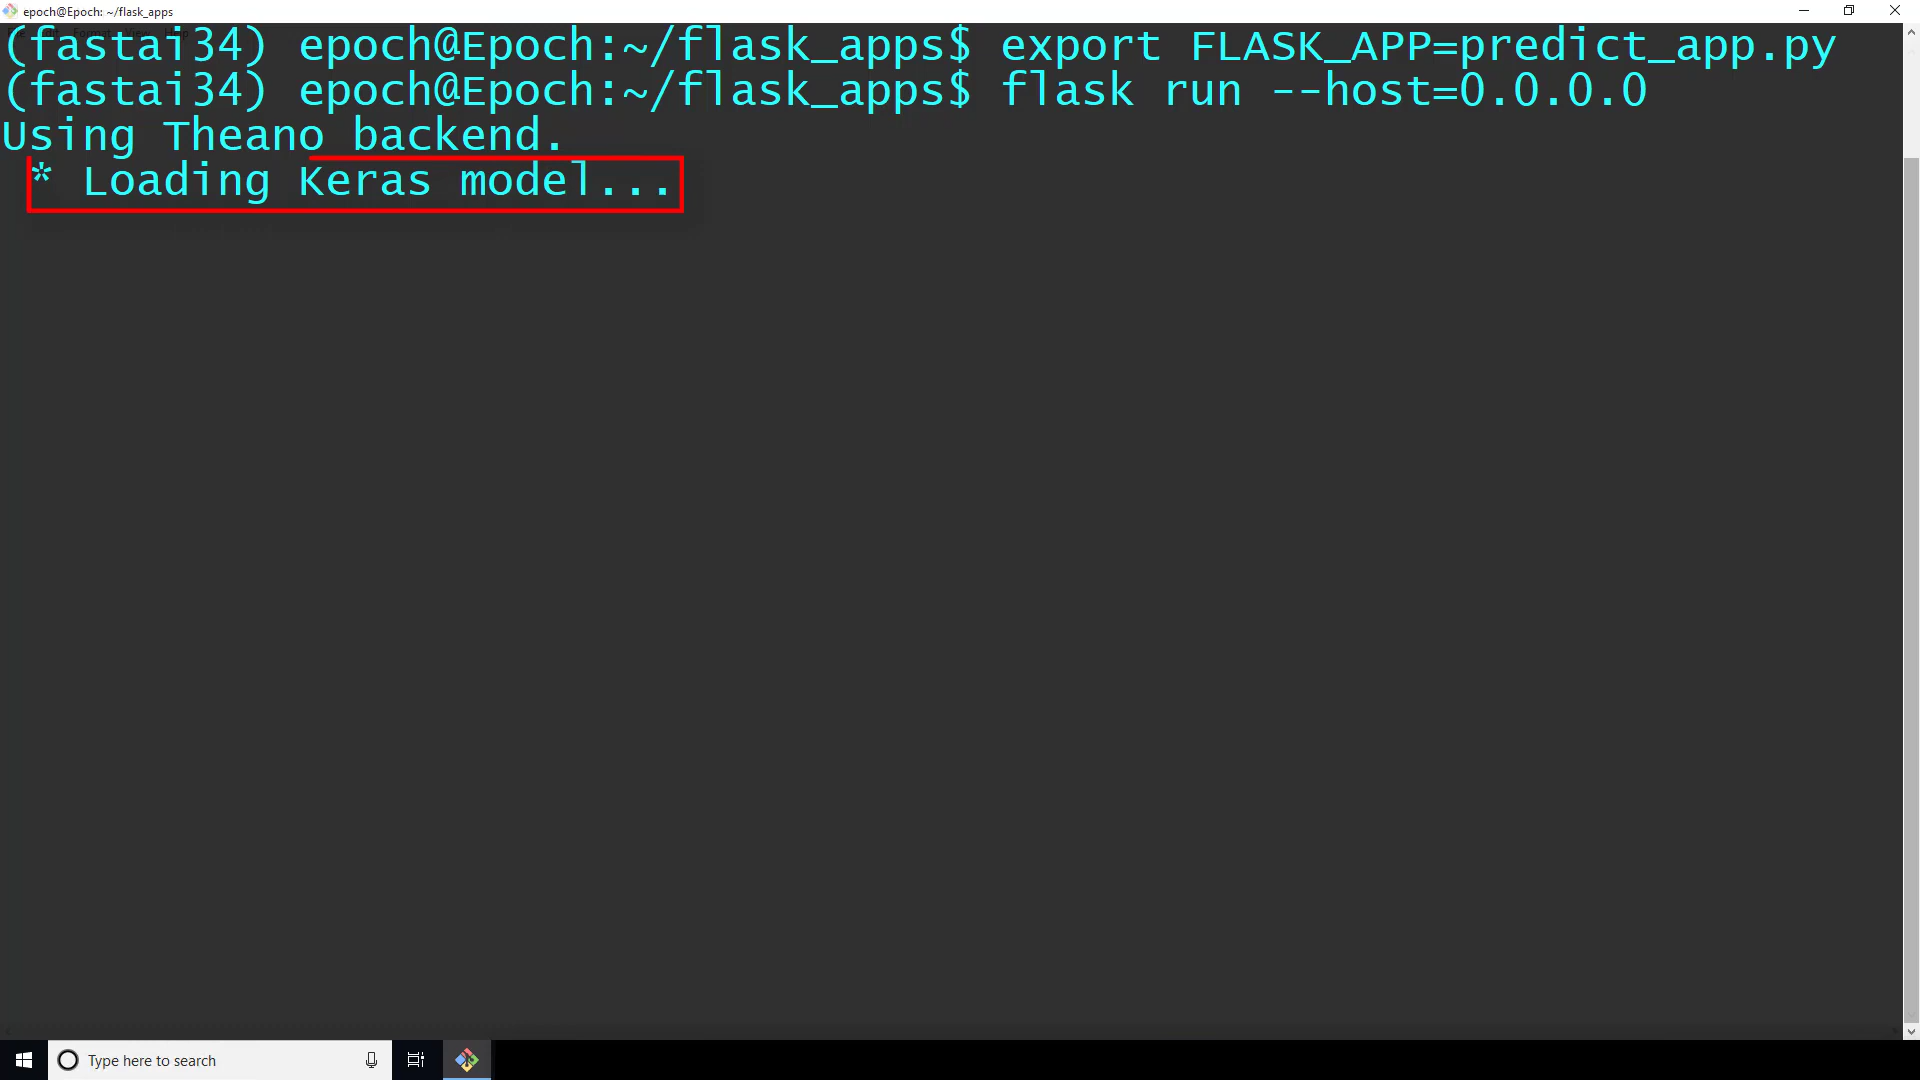 epoch@Epoch: ~/flask_apps
(fastai34) epoch@Epoch:~/flask_apps$ export FLASK_APP=predict_app.py
(fastai34) epoch@Epoch:~/flask_apps$ flask run --host=0.0.0.0
Using Theano backend.
* Loading Keras model...
Type here to search